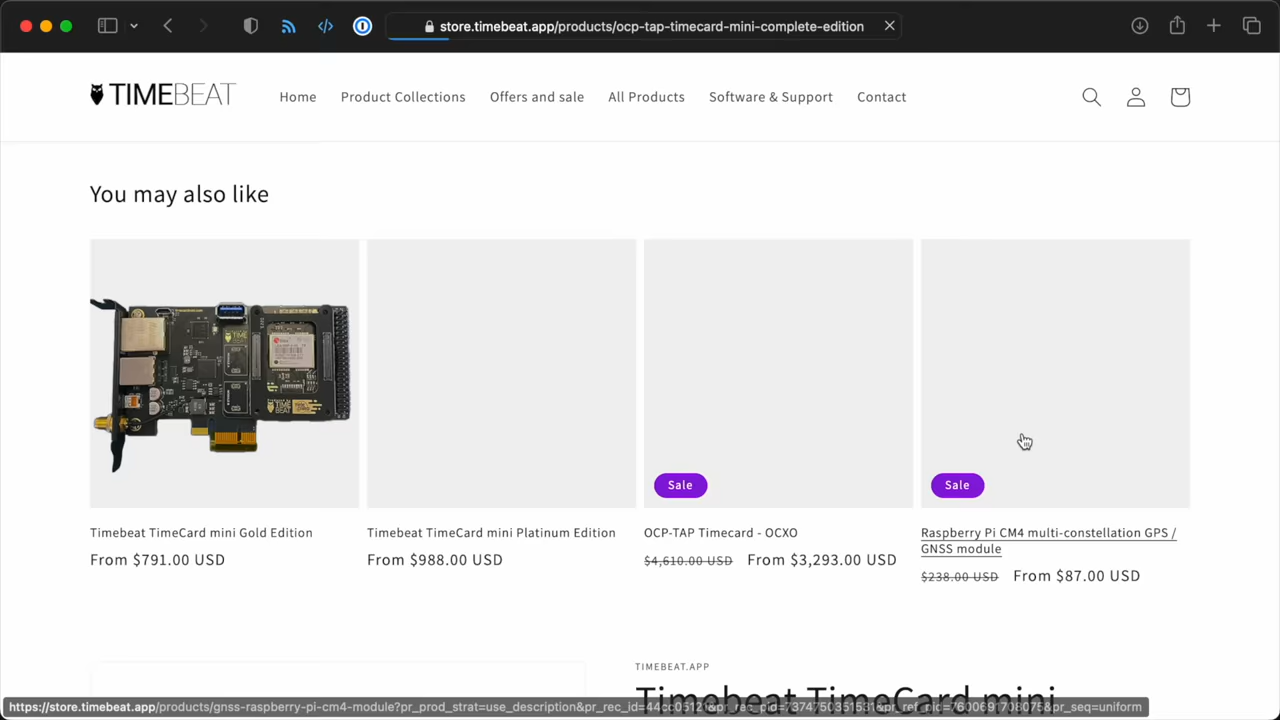 store.timebeat.app/products/ocp-tap-timecard-mini-complete-edition
TIMEBEAT
Home
Product Collections
Offers and sale
All Products
Software & Support
Contact
You may also like
Sale
Sale
Timebeat TimeCard mini Gold Edition
From $791.00 USD
Timebeat TimeCard mini Platinum Edition
From $988.00 USD
OCP-TAP Timecard - OCXO
$4,610.00 USD From $3,293.00 USD
Raspberry Pi CM4 multi-constellation GPS /
GNSS module
$238.00 USD From $87.00 USD
TIMEBEAT.APP
Timebeat TimeCard mini